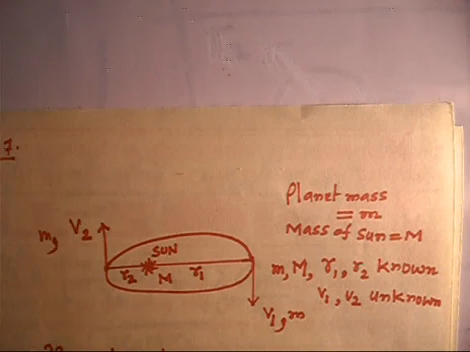 7.
Planet mass
= m
Mass of sun = M
m, V₂
SUN
r₂ M r₁
m, M, r₁, r₂ known
V₁, V₂ unknown
V₁, m